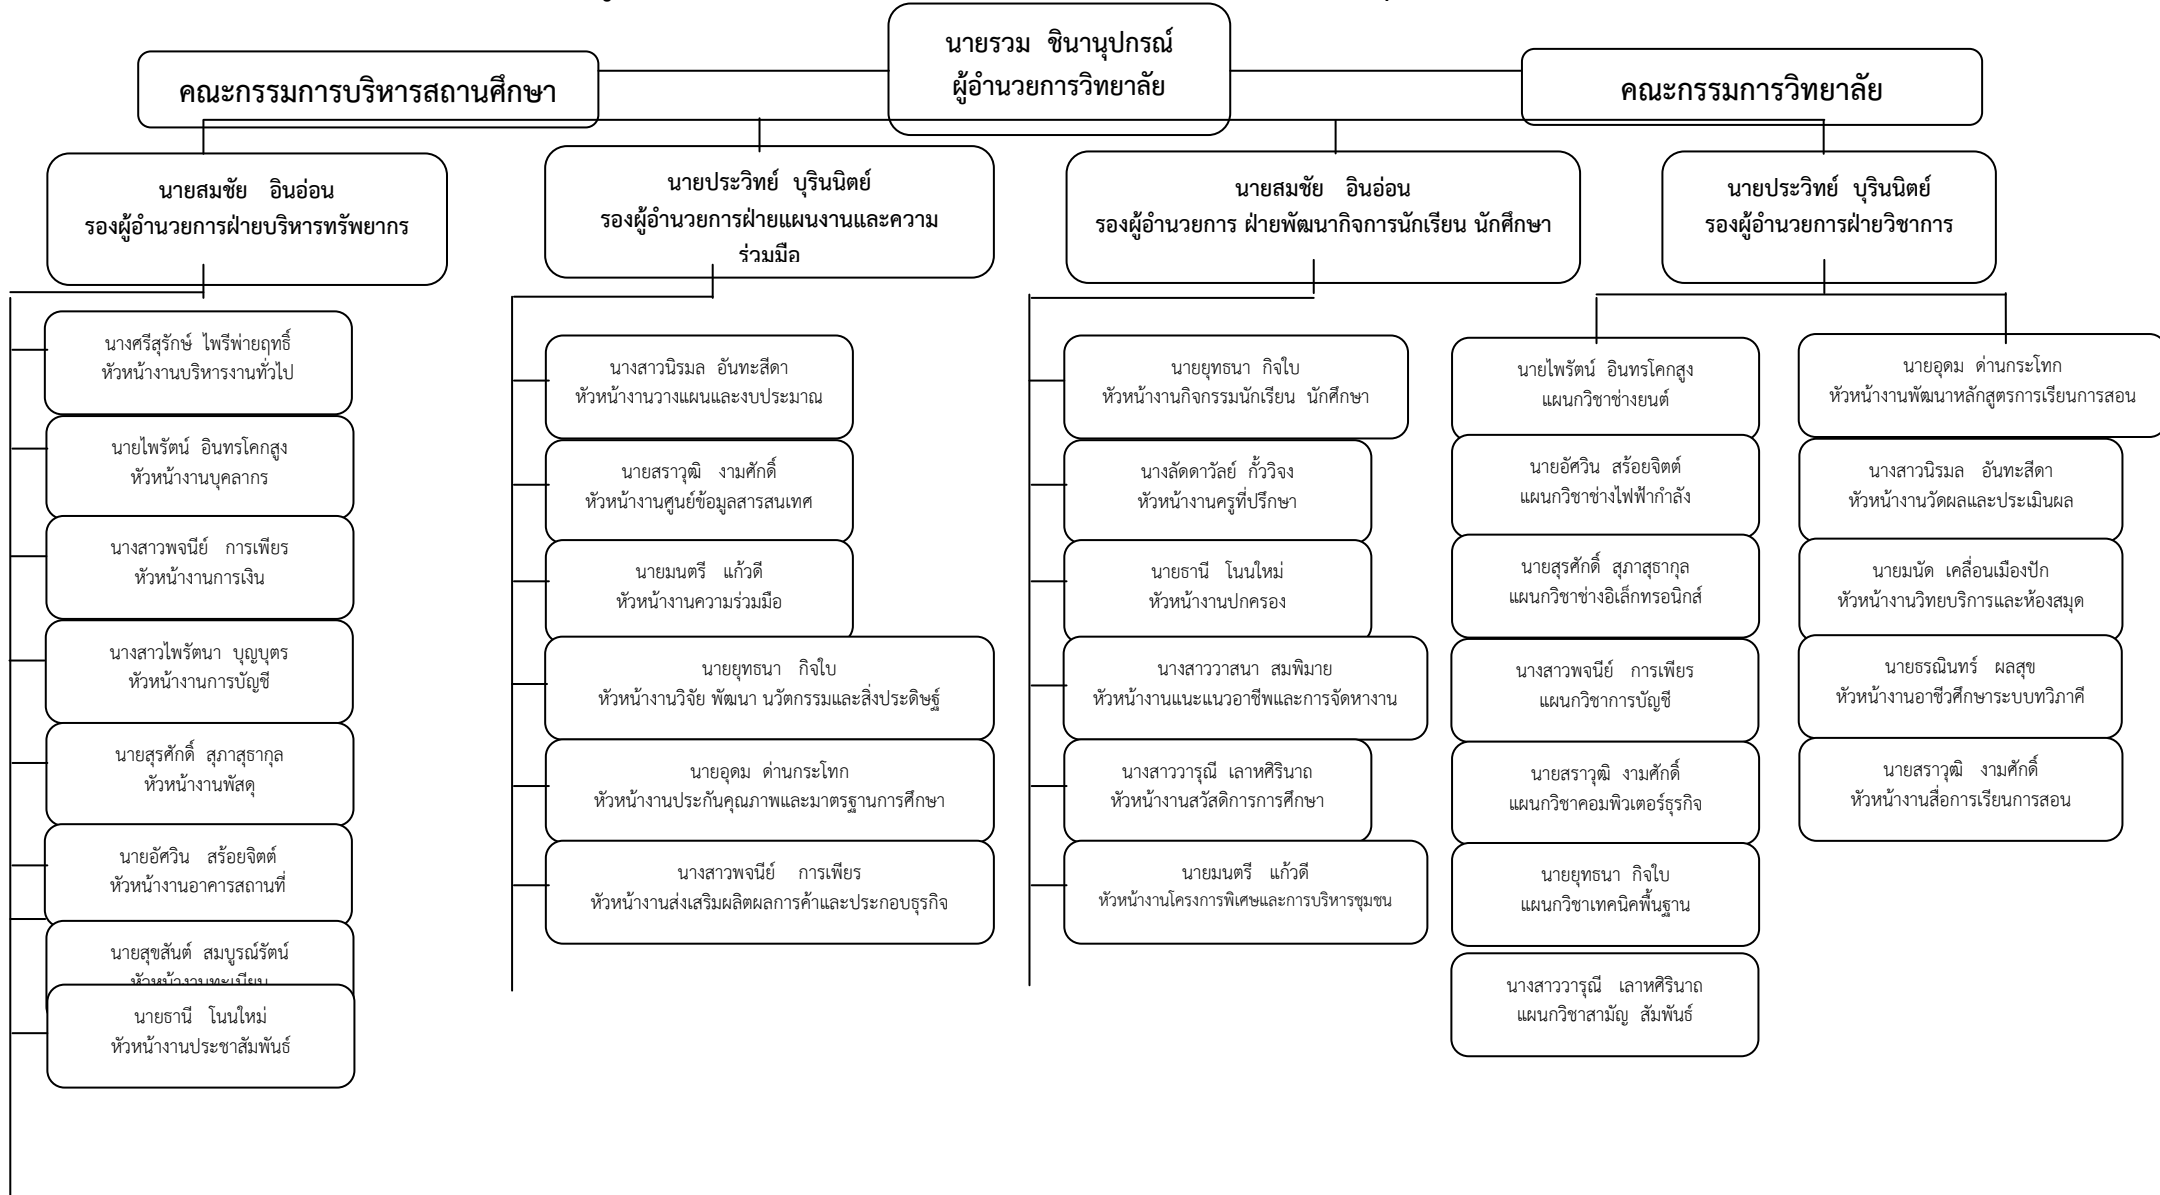 นายรวม ชินานุปกรณ์
ผู้อำนวยการวิทยาลัย
คณะกรรมการบริหารสถานศึกษา
คณะกรรมการวิทยาลัย
นายสมชัย อินอ่อน
รองผู้อำนวยการฝ่ายบริหารทรัพยากร
นายประวิทย์ บุรินนิตย์
รองผู้อำนวยการฝ่ายแผนงานและความ
ร่วมมือ
นายสมชัย อินอ่อน
รองผู้อำนวยการ ฝ่ายพัฒนากิจการนักเรียน นักศึกษา
นายประวิทย์ บุรินนิตย์
รองผู้อำนวยการฝ่ายวิชาการ
นางศรีสุรักษ์ ไพรีพ่ายฤทธิ์
หัวหน้างานบริหารงานทั่วไป
นายไพรัตน์ อินทรโคกสูง
หัวหน้างานบุคลากร
นางสาวพจนีย์ การเพียร
หัวหน้างานการเงิน
นางสาวไพรัตนา บุญบุตร
หัวหน้างานการบัญชี
นายสุรศักดิ์ สุภาสุธากุล
หัวหน้างานพัสดุ
นายอัศวิน สร้อยจิตต์
หัวหน้างานอาคารสถานที่
นายสุขสันต์ สมบูรณ์รัตน์
หัวหน้างานทะเบียน
นายธานี โนนใหม่
หัวหน้างานประชาสัมพันธ์
นางสาวนิรมล อันทะสีดา
หัวหน้างานวางแผนและงบประมาณ
นายสราวุฒิ งามศักดิ์
หัวหน้างานศูนย์ข้อมูลสารสนเทศ
นายมนตรี แก้วดี
หัวหน้างานความร่วมมือ
นายยุทธนา กิจใบ
หัวหน้างานวิจัย พัฒนา นวัตกรรมและสิ่งประดิษฐ์
นายอุดม ด่านกระโทก
หัวหน้างานประกันคุณภาพและมาตรฐานการศึกษา
นางสาวพจนีย์ การเพียร
หัวหน้างานส่งเสริมผลิตผลการค้าและประกอบธุรกิจ
นายยุทธนา กิจใบ
หัวหน้างานกิจกรรมนักเรียน นักศึกษา
นางลัดดาวัลย์ กั้ววิจง
หัวหน้างานครูที่ปรึกษา
นายธานี โนนใหม่
หัวหน้างานปกครอง
นางสาววาสนา สมพิมาย
หัวหน้างานแนะแนวอาชีพและการจัดหางาน
นางสาววารุณี เลาหศิรินาถ
หัวหน้างานสวัสดิการการศึกษา
นายมนตรี แก้วดี
หัวหน้างานโครงการพิเศษและการบริหารชุมชน
นายไพรัตน์ อินทรโคกสูง
แผนกวิชาช่างยนต์
นายอัศวิน สร้อยจิตต์
แผนกวิชาช่างไฟฟ้ากำลัง
นายสุรศักดิ์ สุภาสุธากุล
แผนกวิชาช่างอิเล็กทรอนิกส์
นางสาวพจนีย์ การเพียร
แผนกวิชาการบัญชี
นายสราวุฒิ งามศักดิ์
แผนกวิชาคอมพิวเตอร์ธุรกิจ
นายยุทธนา กิจใบ
แผนกวิชาเทคนิคพื้นฐาน
นางสาววารุณี เลาหศิรินาถ
แผนกวิชาสามัญ สัมพันธ์
นายอุดม ด่านกระโทก
หัวหน้างานพัฒนาหลักสูตรการเรียนการสอน
นางสาวนิรมล อันทะสีดา
หัวหน้างานวัดผลและประเมินผล
นายมนัด เคลื่อนเมืองปัก
หัวหน้างานวิทยบริการและห้องสมุด
นายธรณินทร์ ผลสุข
หัวหน้างานอาชีวศึกษาระบบทวิภาคี
นายสราวุฒิ งามศักดิ์
หัวหน้างานสื่อการเรียนการสอน